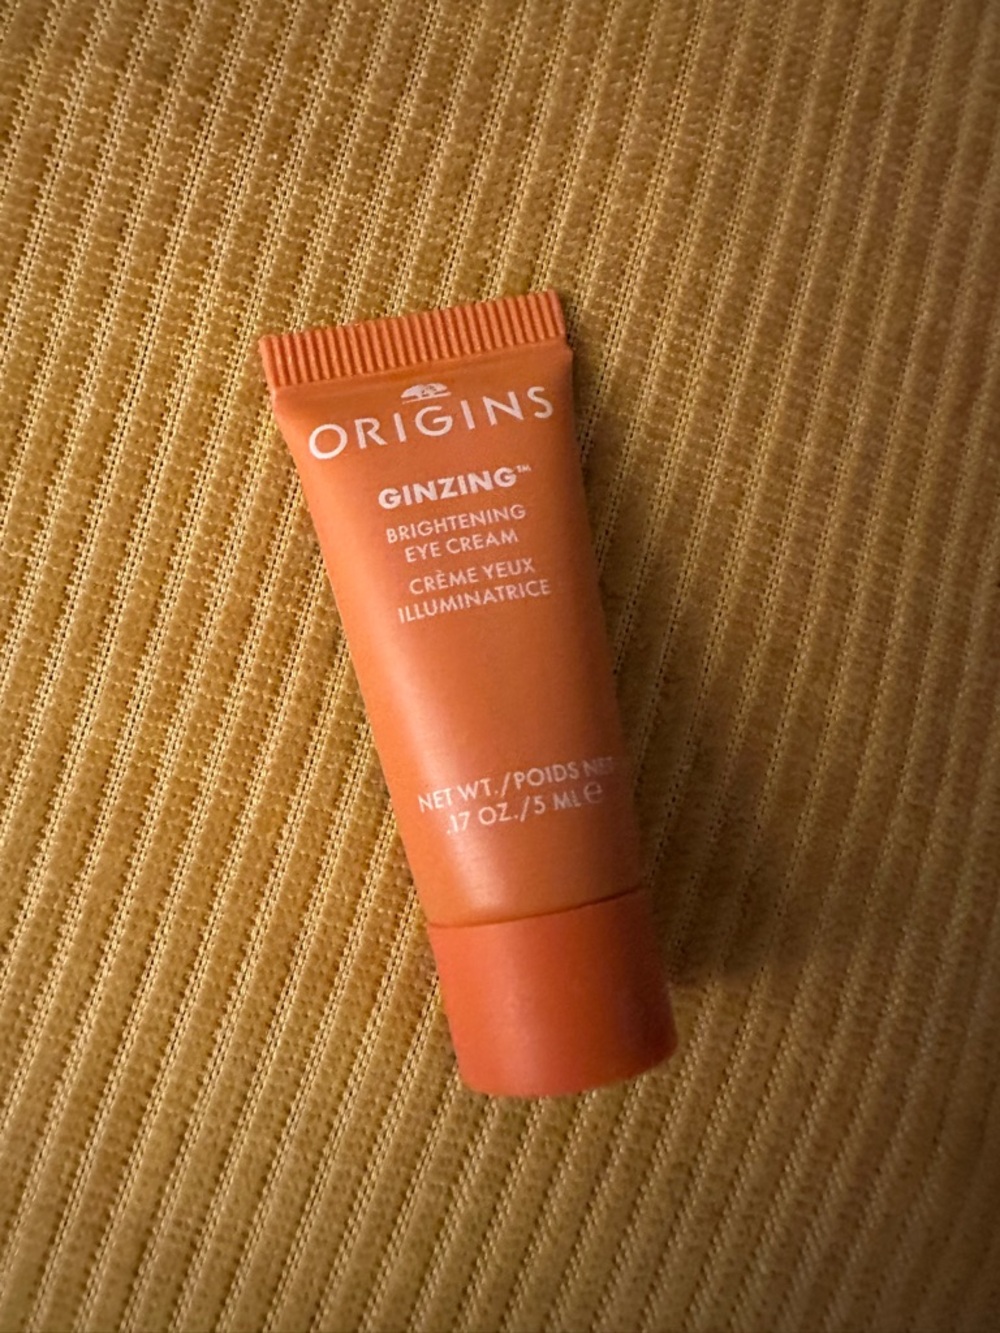 ORIGINS
GINZING™
BRIGHTENING
EYE CREAM
CRÈME YEUX
ILLUMINATRICE
NET WT./POIDS NET
.17 OZ./5 ML ℮